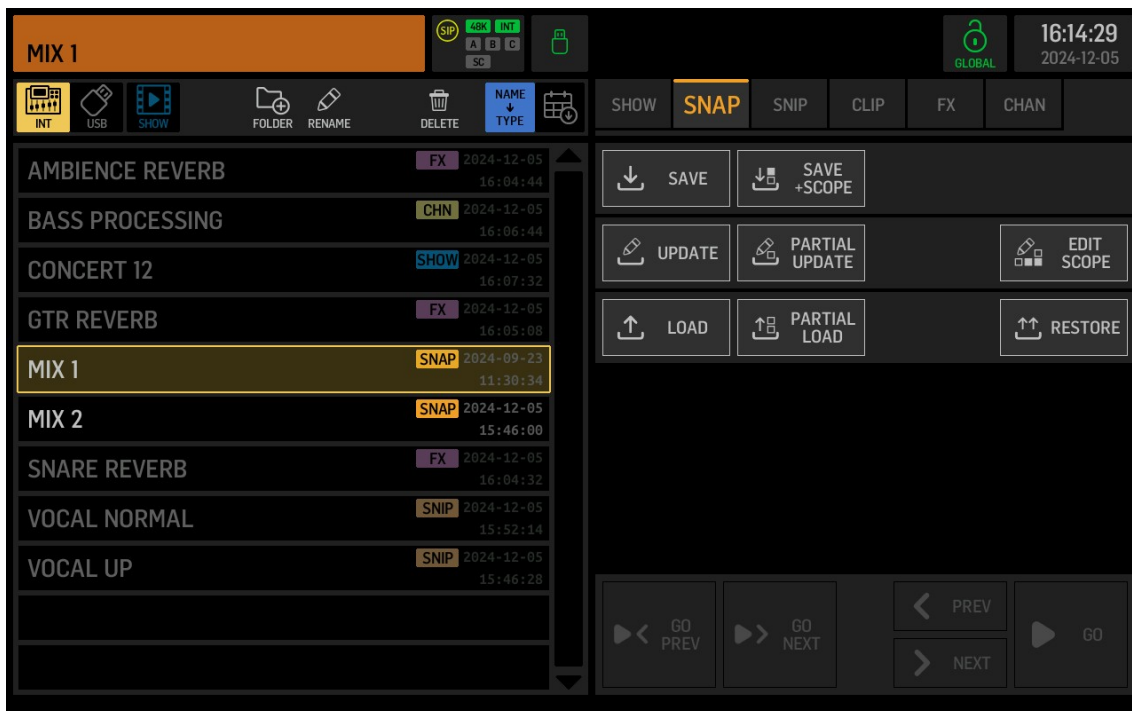 MIX 1
SIP
48K INT
A B C
SC
GLOBAL
16:14:29
2024-12-05
INT
USB
SHOW
FOLDER
RENAME
DELETE
NAME
TYPE
SHOW
SNAP
SNIP
CLIP
FX
CHAN
AMBIENCE REVERB FX 2024-12-05
16:04:44
BASS PROCESSING CHN 2024-12-05
16:06:44
CONCERT 12 SHOW 2024-12-05
16:07:32
GTR REVERB FX 2024-12-05
16:05:08
MIX 1 SNAP 2024-09-23
11:30:34
MIX 2 SNAP 2024-12-05
15:46:00
SNARE REVERB FX 2024-12-05
16:04:32
VOCAL NORMAL SNIP 2024-12-05
15:52:14
VOCAL UP SNIP 2024-12-05
15:46:28
SAVE
SAVE
+SCOPE
UPDATE
PARTIAL
UPDATE
EDIT
SCOPE
LOAD
PARTIAL
LOAD
RESTORE
GO
PREV
GO
NEXT
PREV
NEXT
GO